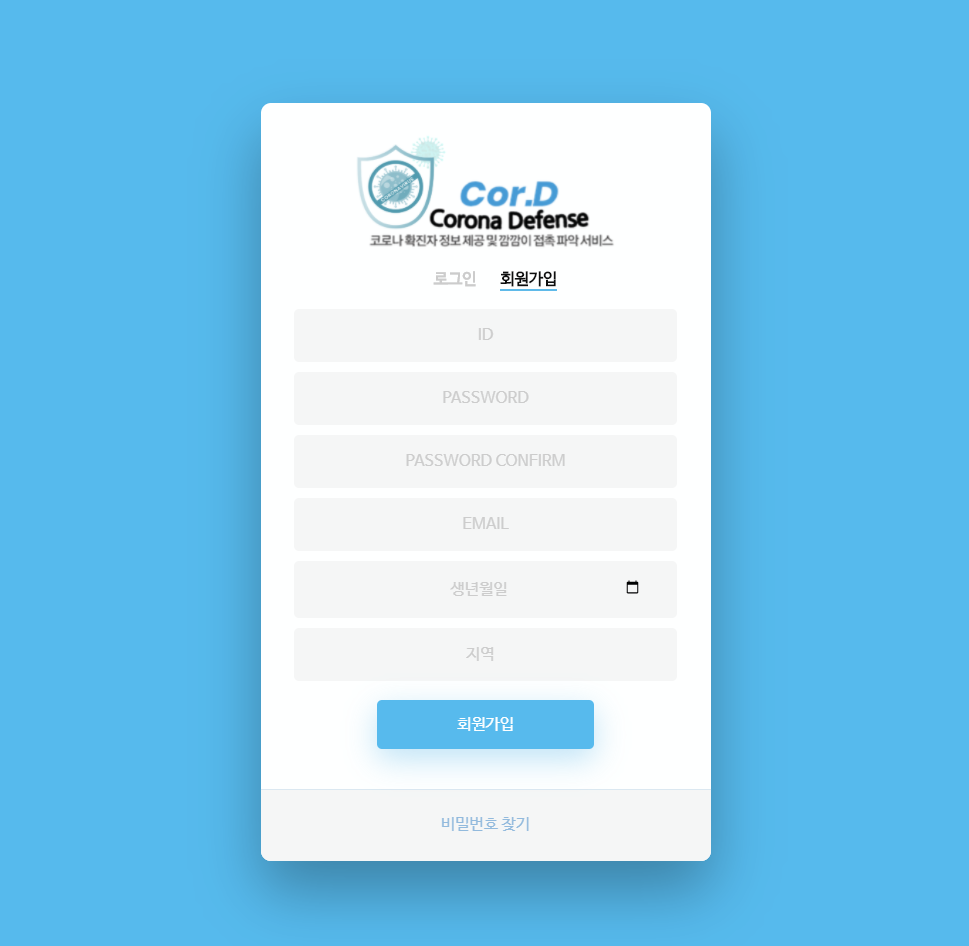 Cor.D
Corona Defense
코로나 확진자 정보 제공 및 깜깜이 접촉 파악 서비스
로그인 회원가입
ID
PASSWORD
PASSWORD CONFIRM
EMAIL
생년월일
지역
회원가입
비밀번호 찾기